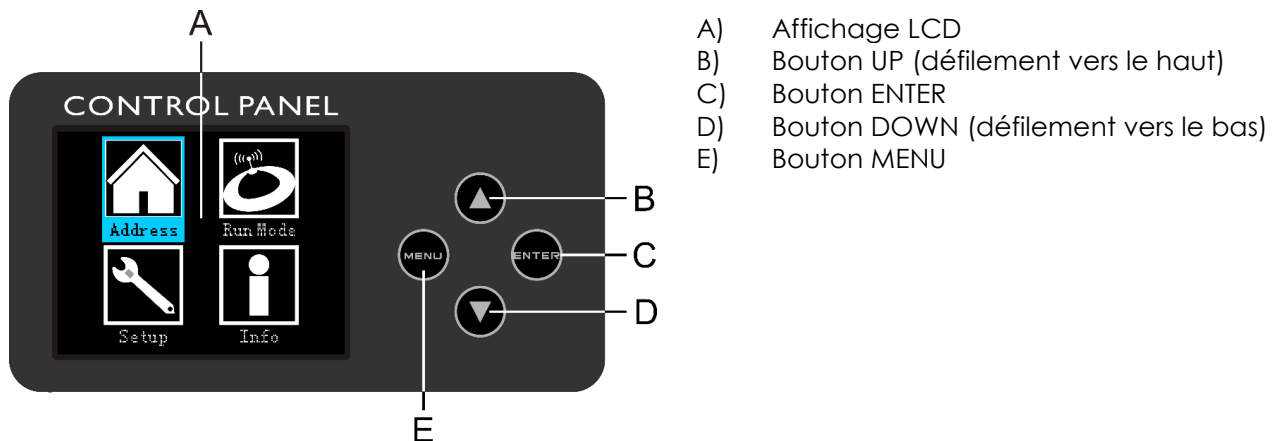 A
CONTROL PANEL
Address
Run Mode
Setup
Info
MENU
ENTER
B
C
D
E
A) Affichage LCD
B) Bouton UP (défilement vers le haut)
C) Bouton ENTER
D) Bouton DOWN (défilement vers le bas)
E) Bouton MENU